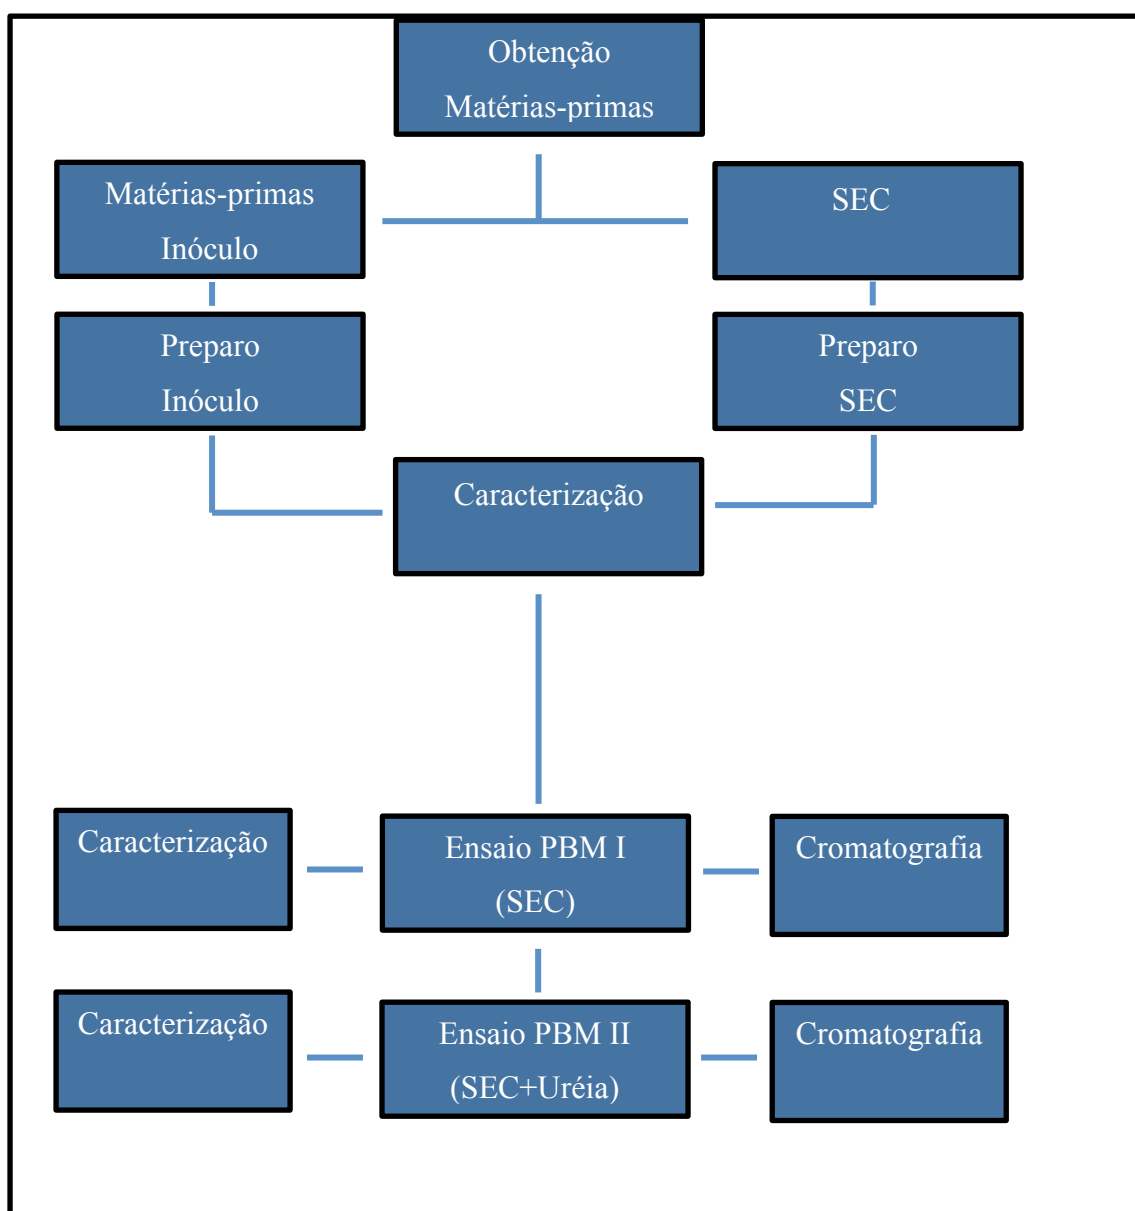 Obtenção
Matérias-primas
Matérias-primas
Inóculo
SEC
Preparo
Inóculo
Preparo
SEC
Caracterização
Caracterização
Ensaio PBM I
(SEC)
Cromatografia
Caracterização
Ensaio PBM II
(SEC+Uréia)
Cromatografia